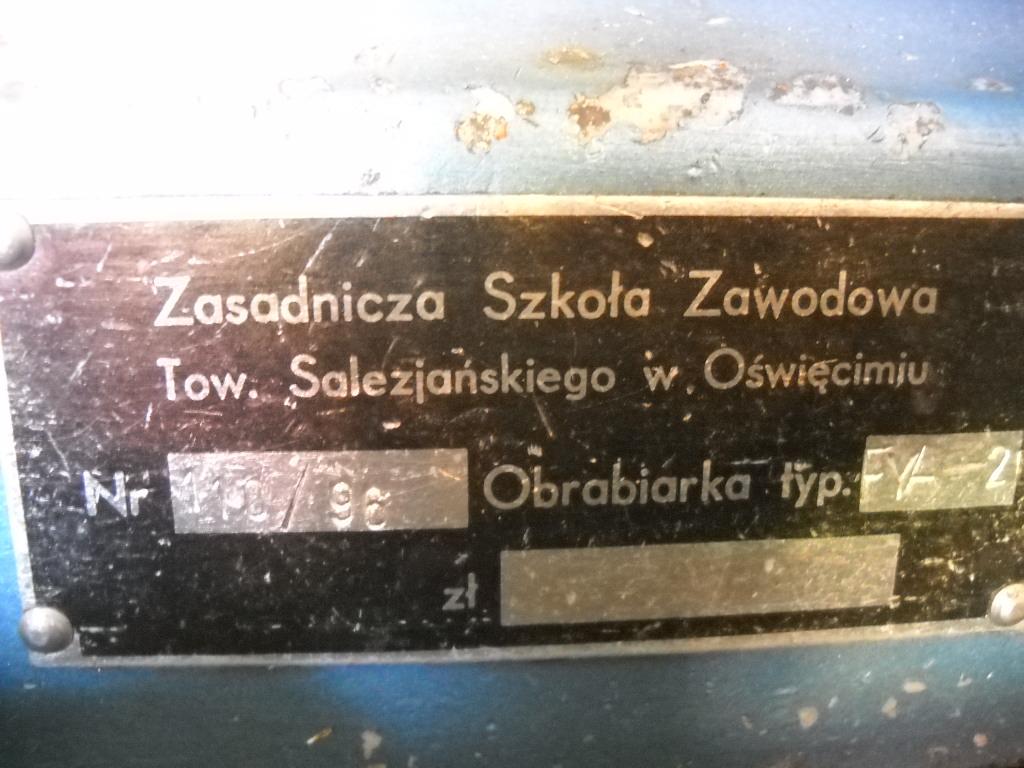 Zasadnicza Szkoła Zawodowa
Tow. Salezjańskiego w Oświęcimiu
Nr Obrabiarka typ.
zł